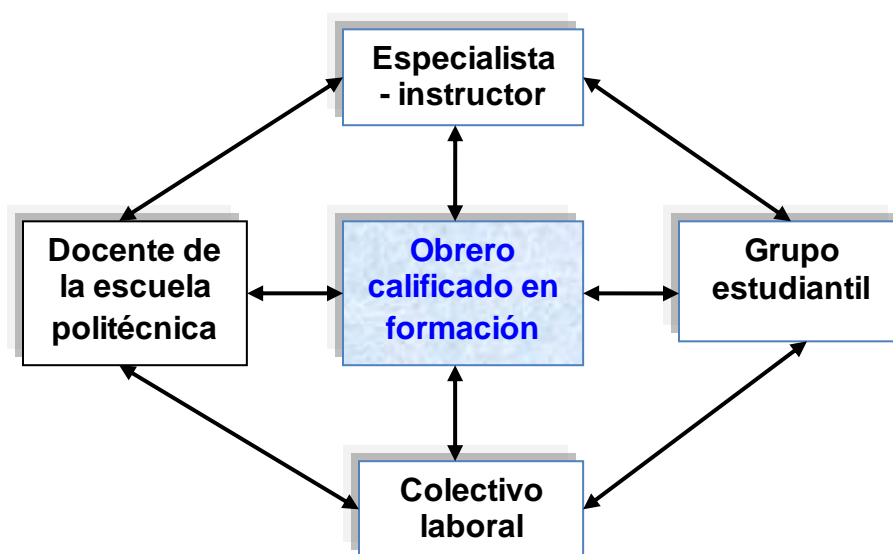 Especialista
- instructor
Docente de
la escuela
politécnica
Obrero
calificado en
formación
Grupo
estudiantil
Colectivo
laboral